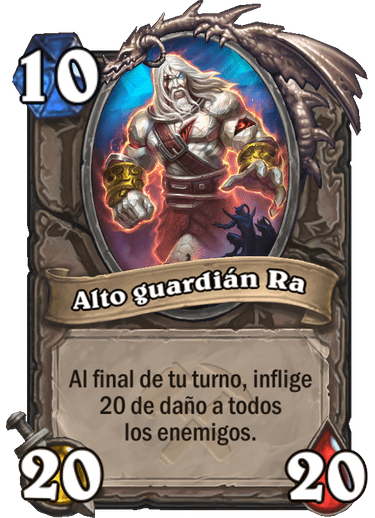 10
Alto guardián Ra
Al final de tu turno, inflige
20 de daño a todos
los enemigos.
20
20